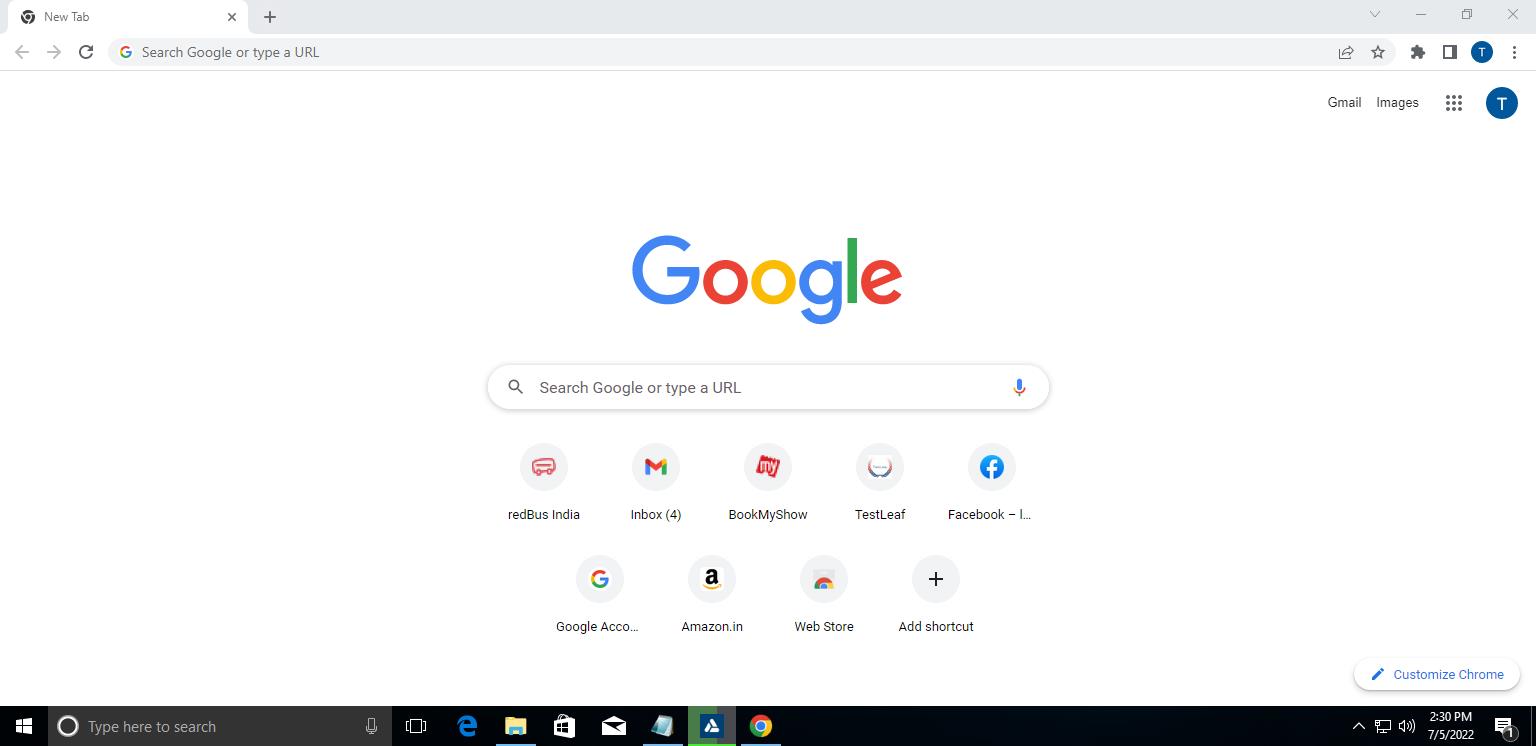 New Tab
Search Google or type a URL
T
Gmail Images T
Google
Search Google or type a URL
my
redBus India Inbox (4) BookMyShow TestLeaf Facebook – l...
a
Google Acco... Amazon.in Web Store Add shortcut
Customize Chrome
Type here to search
2:30 PM
7/5/2022
1